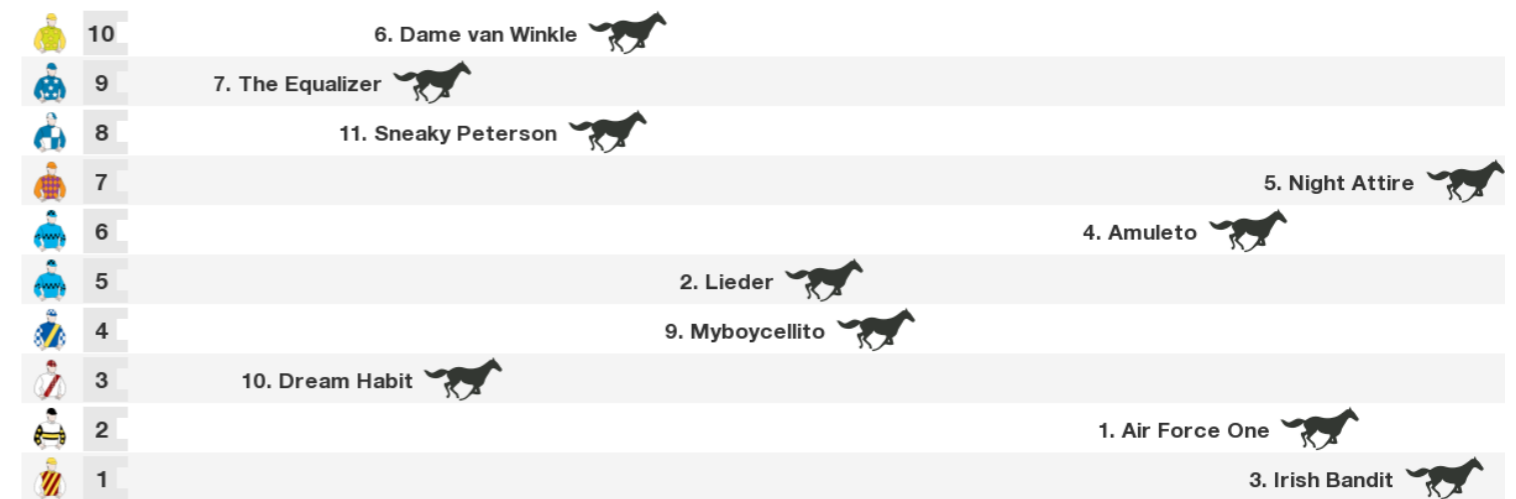 10 6. Dame van Winkle
9 7. The Equalizer
8 11. Sneaky Peterson
7 5. Night Attire
6 4. Amuleto
5 2. Lieder
4 9. Myboycellito
3 10. Dream Habit
2 1. Air Force One
1 3. Irish Bandit